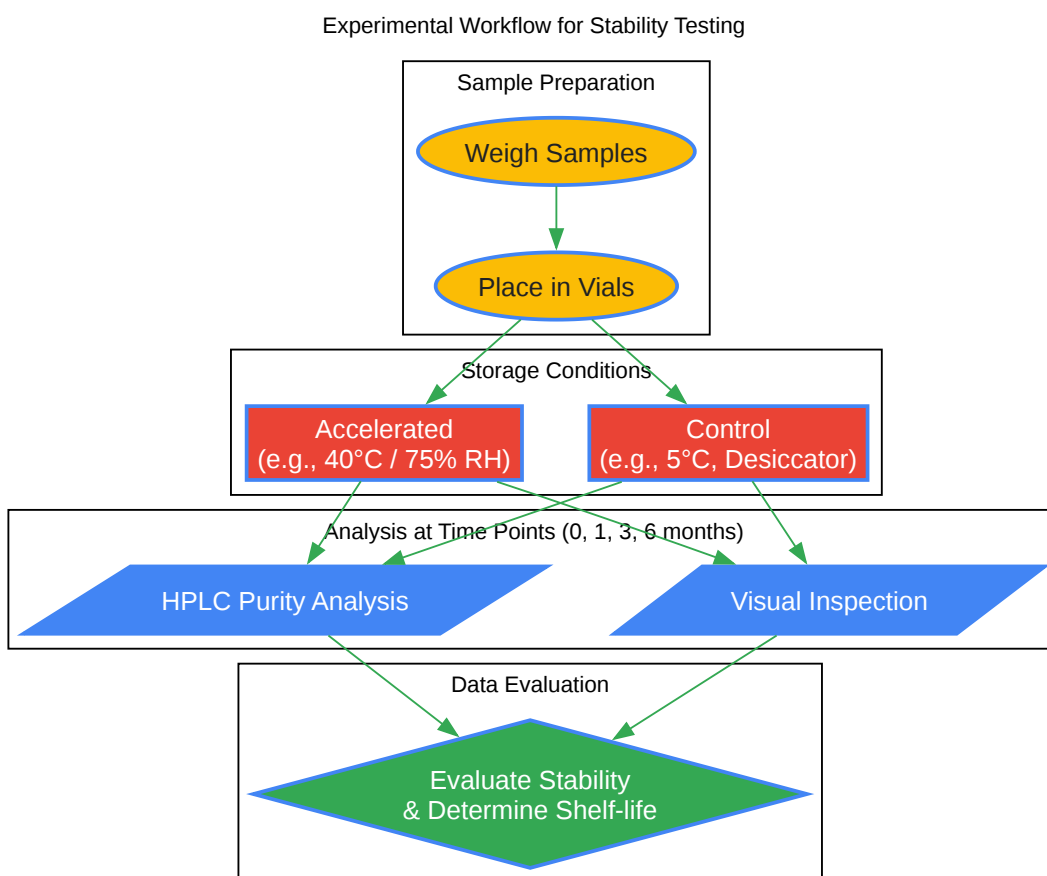 Experimental Workflow for Stability Testing
Sample Preparation
Weigh Samples
Place in Vials
Storage Conditions
Accelerated
(e.g., 40°C / 75% RH)
Control
(e.g., 5°C, Desiccator)
Analysis at Time Points (0, 1, 3, 6 months)
HPLC Purity Analysis
Visual Inspection
Data Evaluation
Evaluate Stability
& Determine Shelf-life